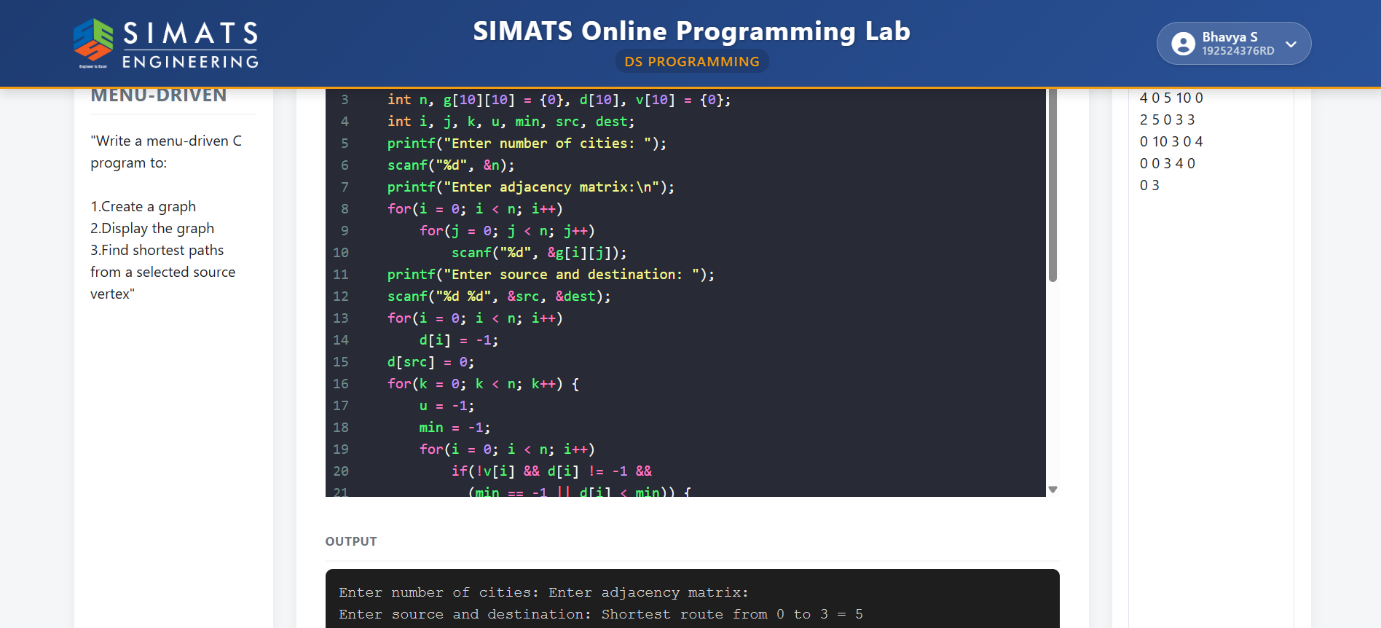 SIMATS
ENGINEERING
Engineer to Excel
SIMATS Online Programming Lab
DS PROGRAMMING
Bhavya S
192524376RD
MENU-DRIVEN
"Write a menu-driven C
program to:
1.Create a graph
2.Display the graph
3.Find shortest paths
from a selected source
vertex"
3 int n, g[10][10] = {0}, d[10], v[10] = {0};
4 int i, j, k, u, min, src, dest;
5 printf("Enter number of cities: ");
6 scanf("%d", &n);
7 printf("Enter adjacency matrix:\n");
8 for(i = 0; i < n; i++)
9 for(j = 0; j < n; j++)
10 scanf("%d", &g[i][j]);
11 printf("Enter source and destination: ");
12 scanf("%d %d", &src, &dest);
13 for(i = 0; i < n; i++)
14 d[i] = -1;
15 d[src] = 0;
16 for(k = 0; k < n; k++) {
17 u = -1;
18 min = -1;
19 for(i = 0; i < n; i++)
20 if(!v[i] && d[i] != -1 &&
21 (min == -1 || d[i] < min)) {
OUTPUT
Enter number of cities: Enter adjacency matrix:
Enter source and destination: Shortest route from 0 to 3 = 5
4 0 5 10 0
2 5 0 3 3
0 10 3 0 4
0 0 3 4 0
0 3